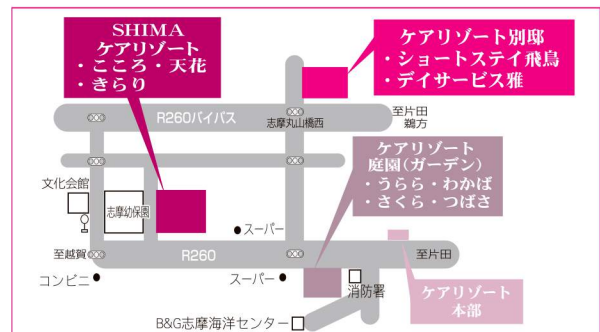 SHIMA
ケアリゾート
・こころ・天花
・きらり
ケアリゾート別邸
・ショートステイ飛鳥
・デイサービス雅
R260バイパス
志摩丸山橋西
至片田
鵜方
ケアリゾート
庭園(ガーデン)
・うらら・わかば
・さくら・つばさ
文化会館
志摩幼保園
スーパー
至越賀
R260
至片田
コンビニ
スーパー
消防署
ケアリゾート
本部
B&G志摩海洋センター